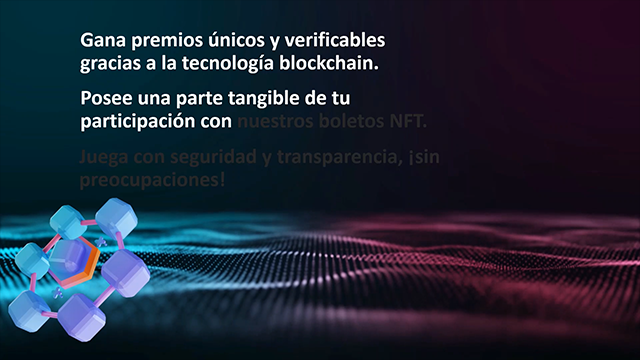 Gana premios únicos y verificables
gracias a la tecnología blockchain.
Posee una parte tangible de tu
participación con nuestros boletos NFT.
Juega con seguridad y transparencia, ¡sin
preocupaciones!